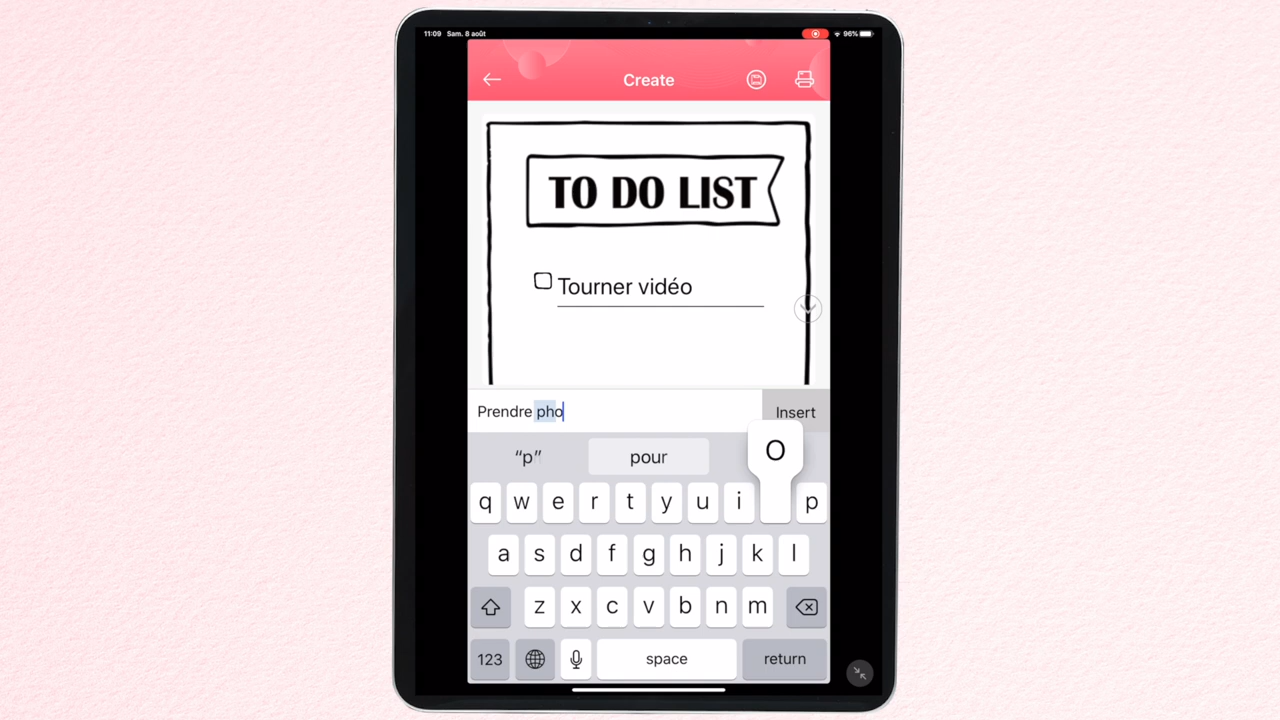 11:09 Sam. 8 août
96%
Create
TO DO LIST
Tourner vidéo
Prendre pho
Insert
“p” pour
O
q w e r t y u i p
a s d f g h j k l
z x c v b n m
123 space return